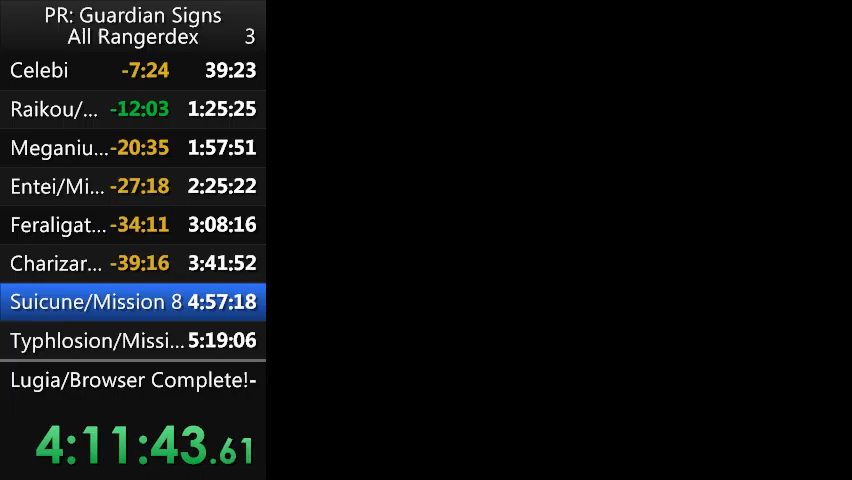 PR: Guardian Signs
All Rangerdex 3
Celebi -7:24 39:23
Raikou/... -12:03 1:25:25
Meganiu... -20:35 1:57:51
Entei/Mi... -27:18 2:25:22
Feraligat... -34:11 3:08:16
Charizar... -39:16 3:41:52
Suicune/Mission 8 4:57:18
Typhlosion/Missi... 5:19:06
Lugia/Browser Complete!-
4:11:43.61